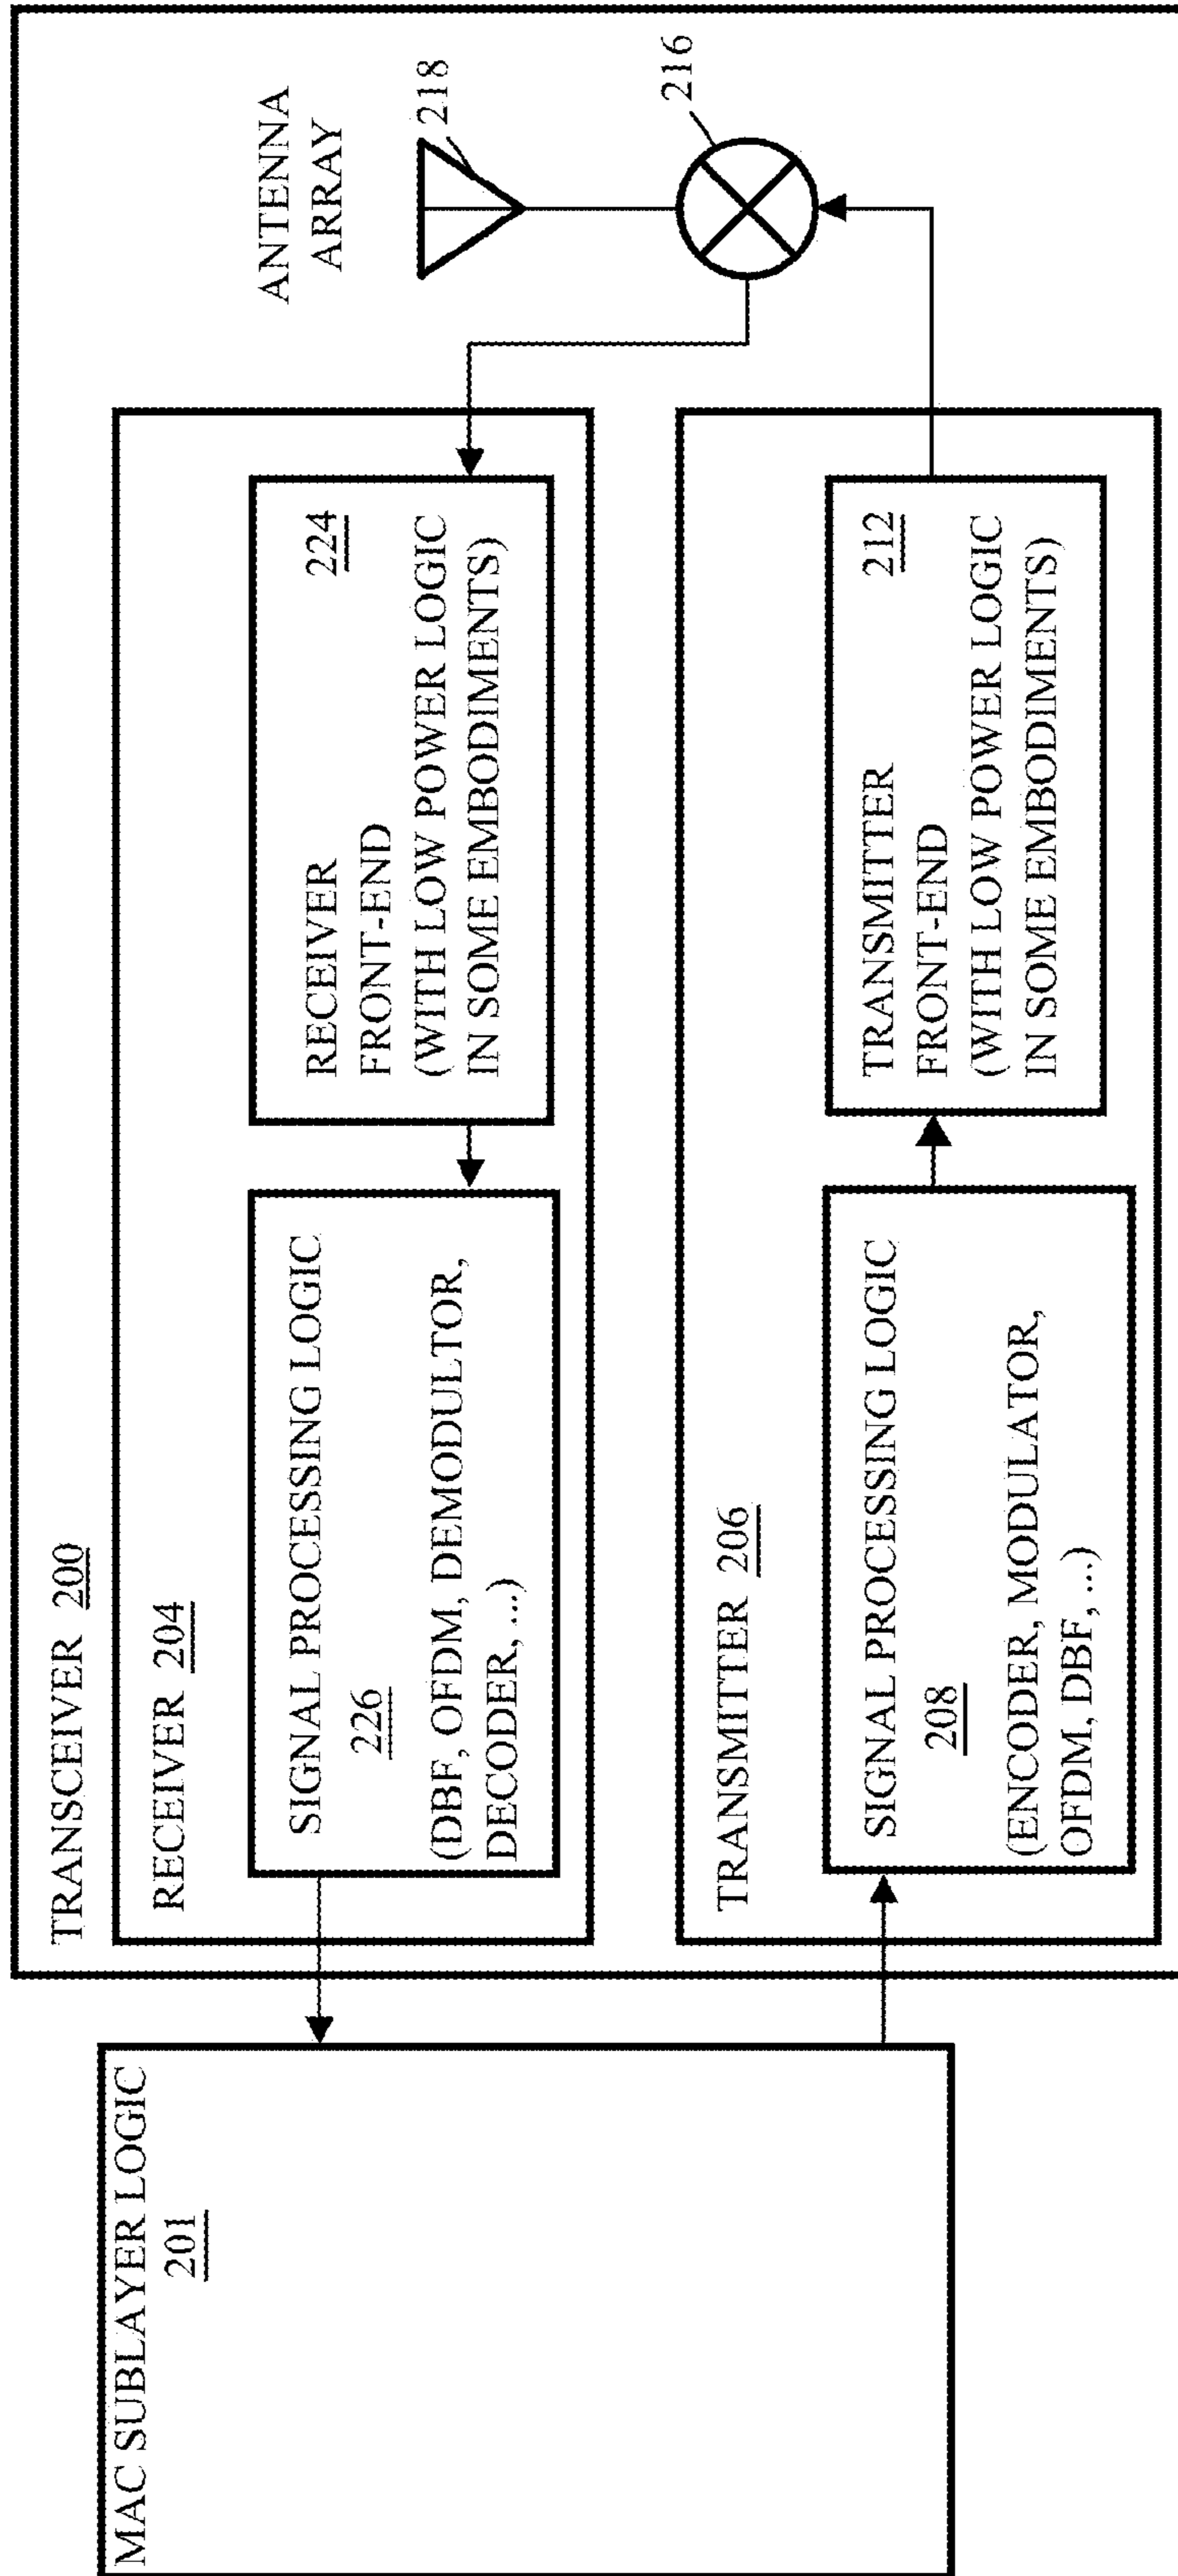 MAC SUBLAYER LOGIC
201
TRANSCEIVER 200
RECEIVER 204
SIGNAL PROCESSING LOGIC
226
(DBF, OFDM, DEMODULTOR,
DECODER, ...)
RECEIVER 224
FRONT-END
(WITH LOW POWER LOGIC
IN SOME EMBODIMENTS)
TRANSMITTER 206
SIGNAL PROCESSING LOGIC
208
(ENCODER, MODULATOR,
OFDM, DBF, ...)
TRANSMITTER 212
FRONT-END
(WITH LOW POWER LOGIC
IN SOME EMBODIMENTS)
ANTENNA
ARRAY
218
216